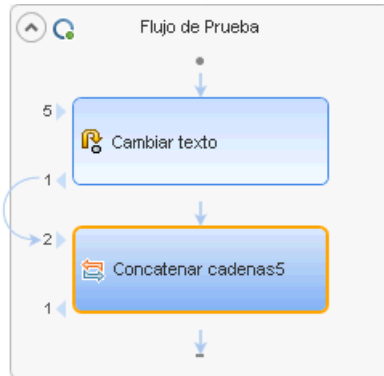 Flujo de Prueba
5
Cambiar texto
1
2
Concatenar cadenas5
1